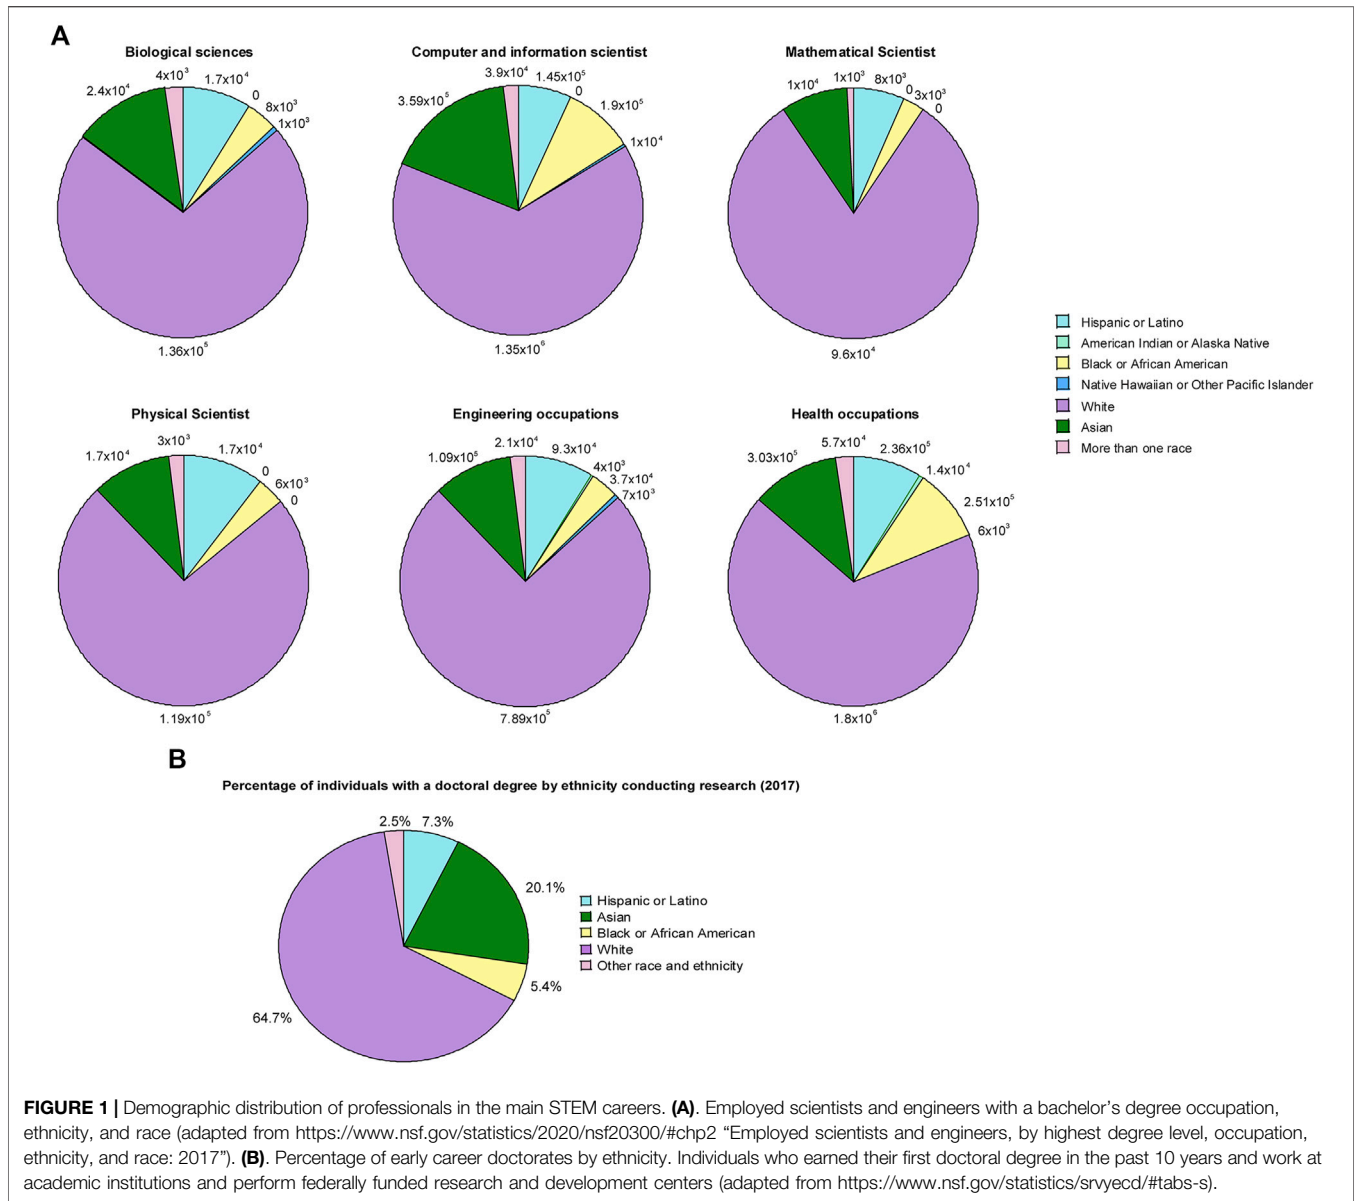 A
Biological sciences
4x10³
1.7x10⁴
0
8x10³
1x10³
2.4x10⁴
1.36x10⁵
Computer and information scientist
3.9x10⁴
1.45x10⁵
0
1.9x10⁵
1x10⁴
3.59x10⁵
1.35x10⁶
Mathematical Scientist
1x10³
8x10³
0
3x10³
0
1x10⁴
9.6x10⁴
Hispanic or Latino
American Indian or Alaska Native
Black or African American
Native Hawaiian or Other Pacific Islander
White
Asian
More than one race
Physical Scientist
3x10³
1.7x10⁴
0
6x10³
0
1.7x10⁴
1.19x10⁵
Engineering occupations
2.1x10⁴
9.3x10⁴
4x10³
3.7x10⁴
7x10³
1.09x10⁵
7.89x10⁵
Health occupations
5.7x10⁴
2.36x10⁵
1.4x10⁴
2.51x10⁵
6x10³
3.03x10⁵
1.8x10⁶
B
Percentage of individuals with a doctoral degree by ethnicity conducting research (2017)
2.5%
7.3%
20.1%
5.4%
64.7%
Hispanic or Latino
Asian
Black or African American
White
Other race and ethnicity
FIGURE 1 | Demographic distribution of professionals in the main STEM careers. (A). Employed scientists and engineers with a bachelor's degree occupation,
ethnicity, and race (adapted from https://www.nsf.gov/statistics/2020/nsf20300/#chp2 "Employed scientists and engineers, by highest degree level, occupation,
ethnicity, and race: 2017"). (B). Percentage of early career doctorates by ethnicity. Individuals who earned their first doctoral degree in the past 10 years and work at
academic institutions and perform federally funded research and development centers (adapted from https://www.nsf.gov/statistics/srvyecd/#tabs-s).